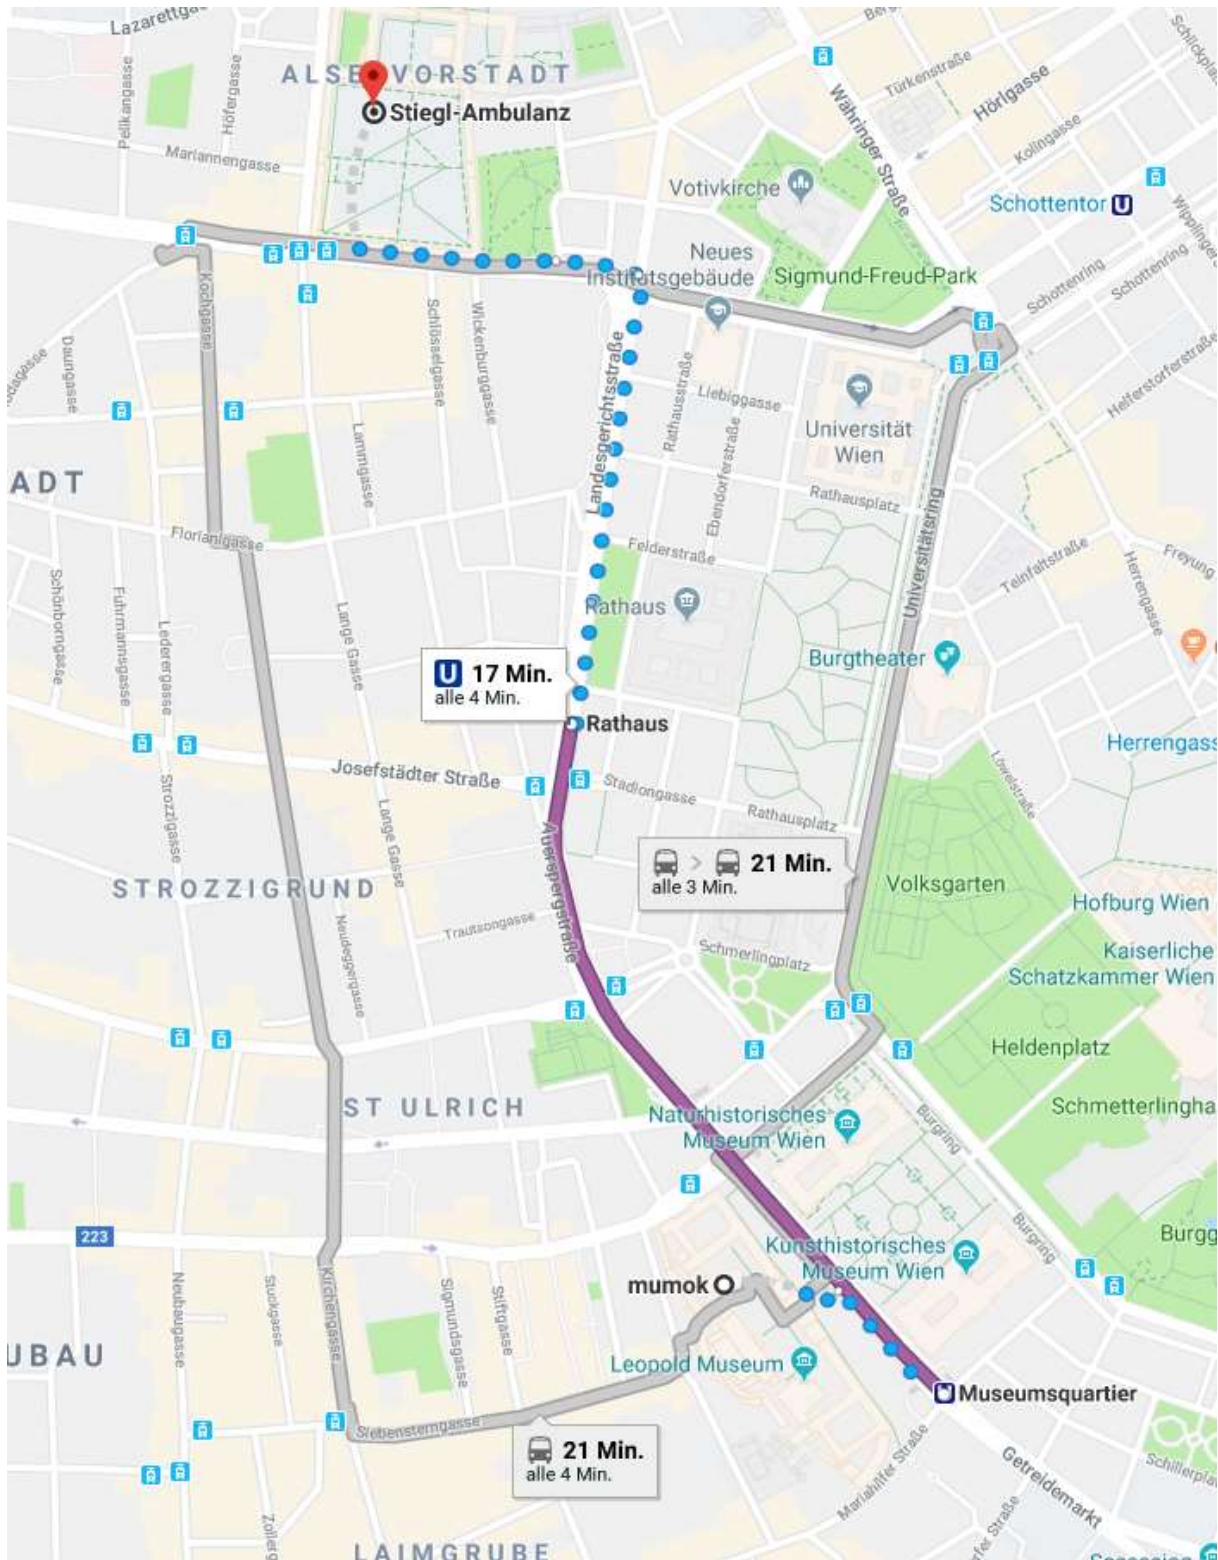 Lazarettga
ALSERVORSTADT
Stiegl-Ambulanz
Pelikangasse
Höfergasse
Mariannengasse
Türkenstraße
Hörlgasse
Schlickpla
Währinger Straße
Kolingasse
Votivkirche
Schottentor
Wipplinger
Neues
Institutsgebäude
Sigmund-Freud-Park
Schottenring
Schottenring
Kochgasse
Schlösselgasse
Wickenburggasse
Landesgerichtsstraße
Daungasse
Rathausstraße
Liebiggasse
Helferstorferstraße
Lammgasse
Ebendorferstraße
Universität
Wien
ADT
Rathausplatz
Universitätsring
Florianigasse
Felderstraße
Teinfaltstraße
Freyung
Herrengasse
Schönborngasse
Fuhrmannsgasse
Lederergasse
Lange Gasse
Rathaus
Burgtheater
U 17 Min.
alle 4 Min.
Rathaus
Herrengass
Josefstädter Straße
Stadiongasse
Löwelstraße
Rathausplatz
Strozzigasse
Lange Gasse
Auerspergstraße
21 Min.
alle 3 Min.
STROZZIGRUND
Volksgarten
Hofburg Wien
Trautsongasse
Neudeggergasse
Schmerlingplatz
Kaiserliche
Schatzkammer Wien
Heldenplatz
ST ULRICH
Naturhistorisches
Museum Wien
Schmetterlingha
Burgring
Burgring
223
Kunsthistorisches
Museum Wien
Burgg
mumok
Neubaugasse
Stuckgasse
Kirchengasse
Sigmundsgasse
Stiftgasse
UBAU
Leopold Museum
Museumsquartier
Siebensterngasse
21 Min.
alle 4 Min.
Mariahilfer Straße
Getreidemarkt
Schillerplat
Zollerg
LAIMGRUBE